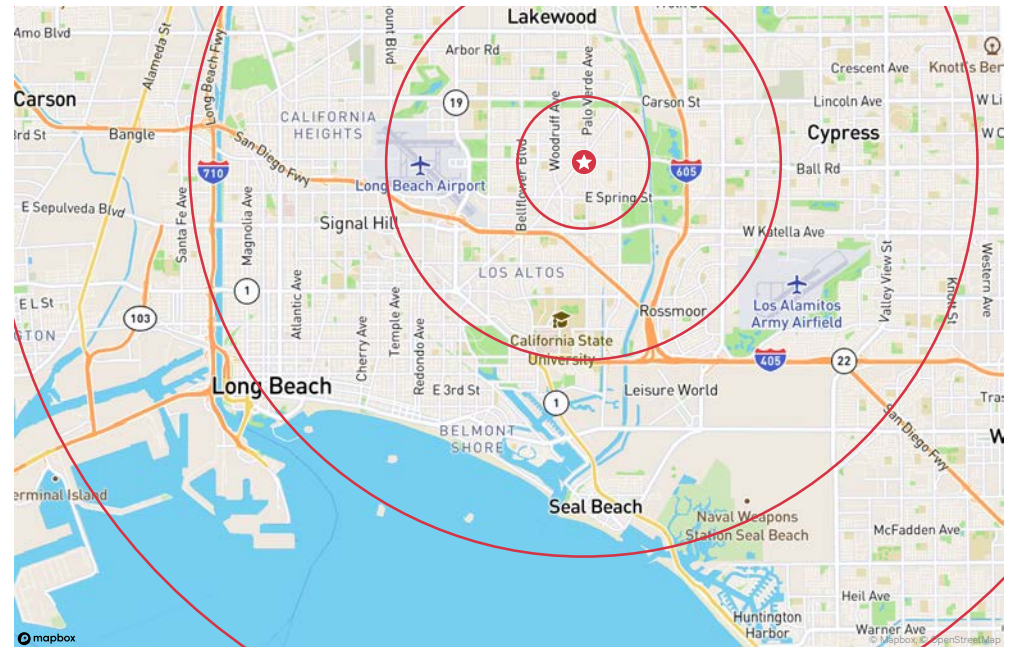 Lakewood
Amo Blvd
Alameda St
Long Beach Fwy
Arbor Rd
Palo Verde Ave
Crescent Ave
Carson
19
Woodruff Ave
Carson St
Lincoln Ave
CALIFORNIA
HEIGHTS
Bangle
San Diego Fwy
Cypress
Bellflower Blvd
710
Long Beach Airport
605
Ball Rd
E Spring St
Santa Fe Ave
Magnolia Ave
E Sepulveda Blvd
Signal Hill
W Katella Ave
Valley View St
Western Ave
LOS ALTOS
1
Atlantic Ave
Temple Ave
Knott St
E L St
103
Cherry Ave
Redondo Ave
Rossmoor
Los Alamitos
Army Airfield
California State
University
405
22
Long Beach
E 3rd St
1
Leisure World
San Diego Fwy
BELMONT
SHORE
Seal Beach
Naval Weapons
Station Seal Beach
McFadden Ave
Heil Ave
Huntington
Harbor
Warner Ave
mapbox
© Mapbox, © OpenStreetMap